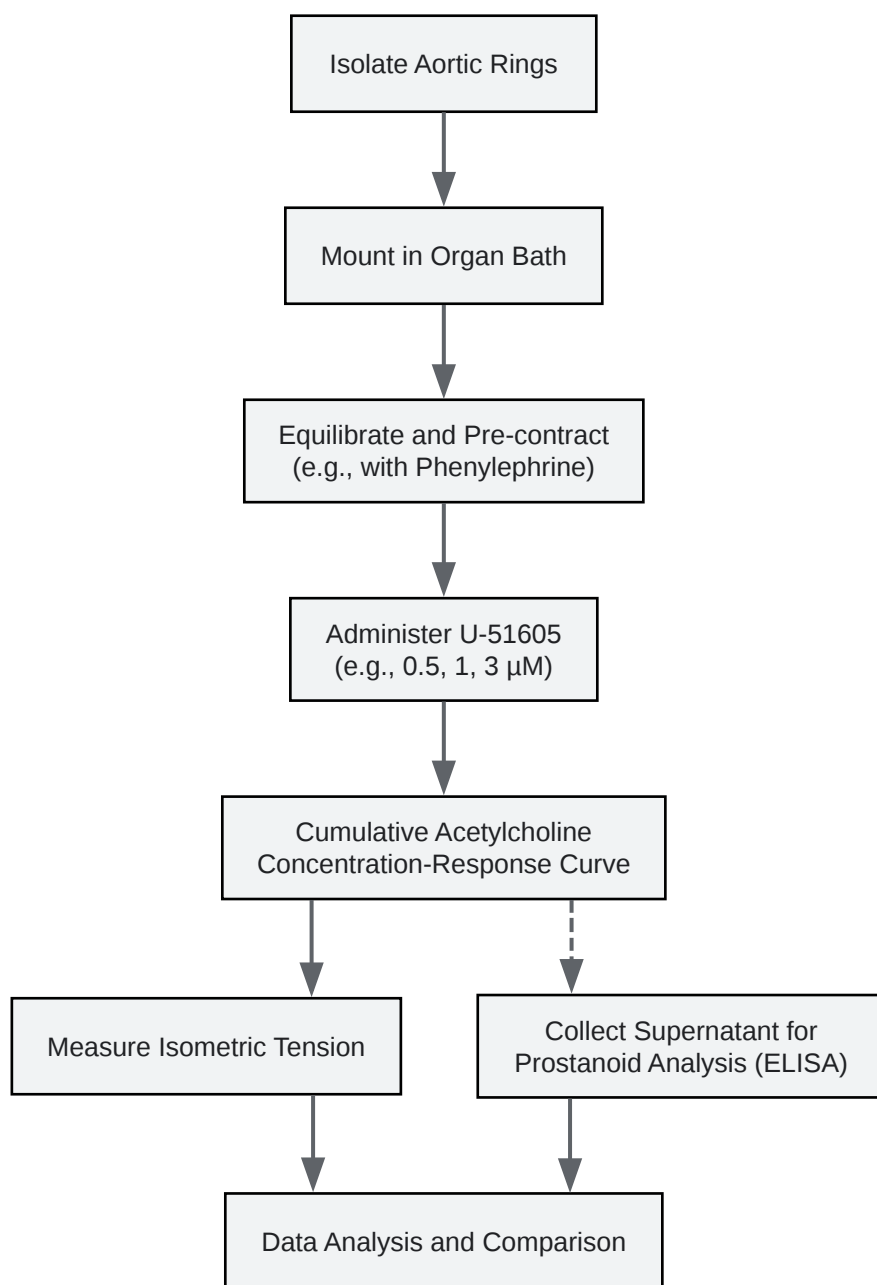 Isolate Aortic Rings
Mount in Organ Bath
Equilibrate and Pre-contract
(e.g., with Phenylephrine)
Administer U-51605
(e.g., 0.5, 1, 3 µM)
Cumulative Acetylcholine
Concentration-Response Curve
Measure Isometric Tension
Collect Supernatant for
Prostanoid Analysis (ELISA)
Data Analysis and Comparison